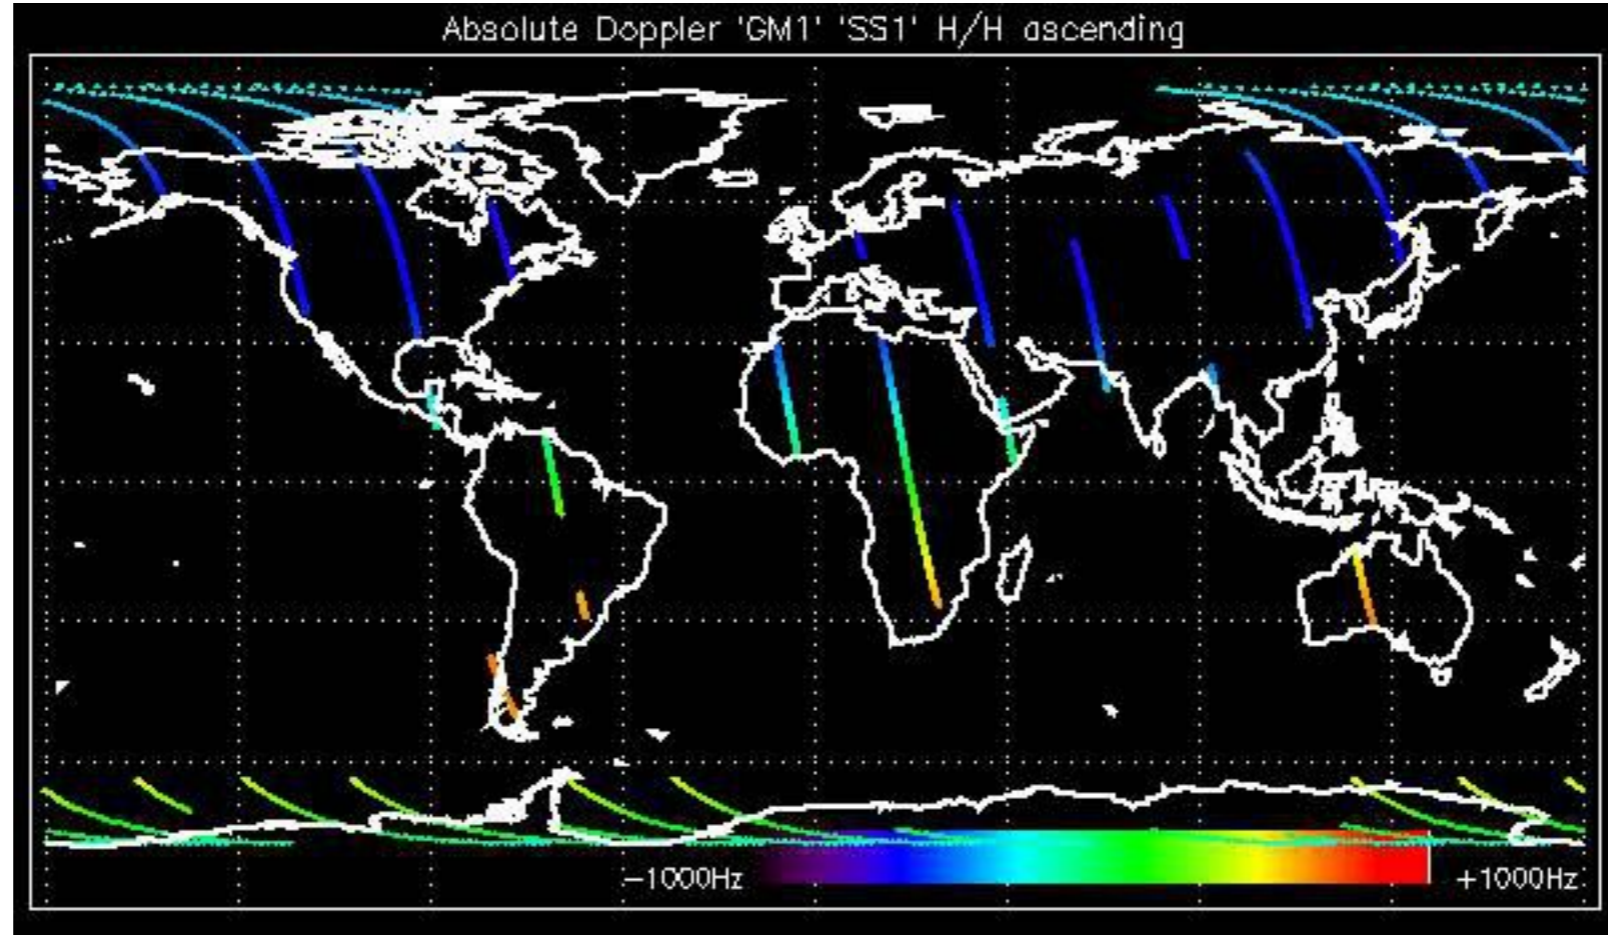 Absolute Doppler 'GM1' 'SS1' H/H ascending
−1000Hz +1000Hz